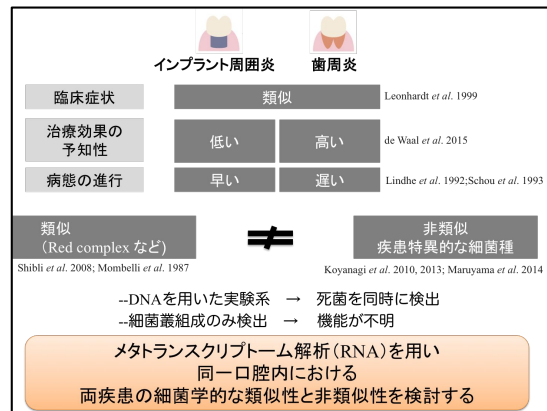 インプラント周囲炎 歯周炎
臨床症状 類似 Leonhardt et al. 1999
治療効果の
予知性 低い 高い de Waal et al. 2015
病態の進行 早い 遅い Lindhe et al. 1992;Schou et al. 1993
類似
（Red complex など)
≠
非類似
疾患特異的な細菌種
Shibli et al. 2008; Mombelli et al. 1987
Koyanagi et al. 2010, 2013; Maruyama et al. 2014
--DNAを用いた実験系 → 死菌を同時に検出
--細菌叢組成のみ検出 → 機能が不明
メタトランスクリプトーム解析（RNA）を用い
同一口腔内における
両疾患の細菌学的な類似性と非類似性を検討する